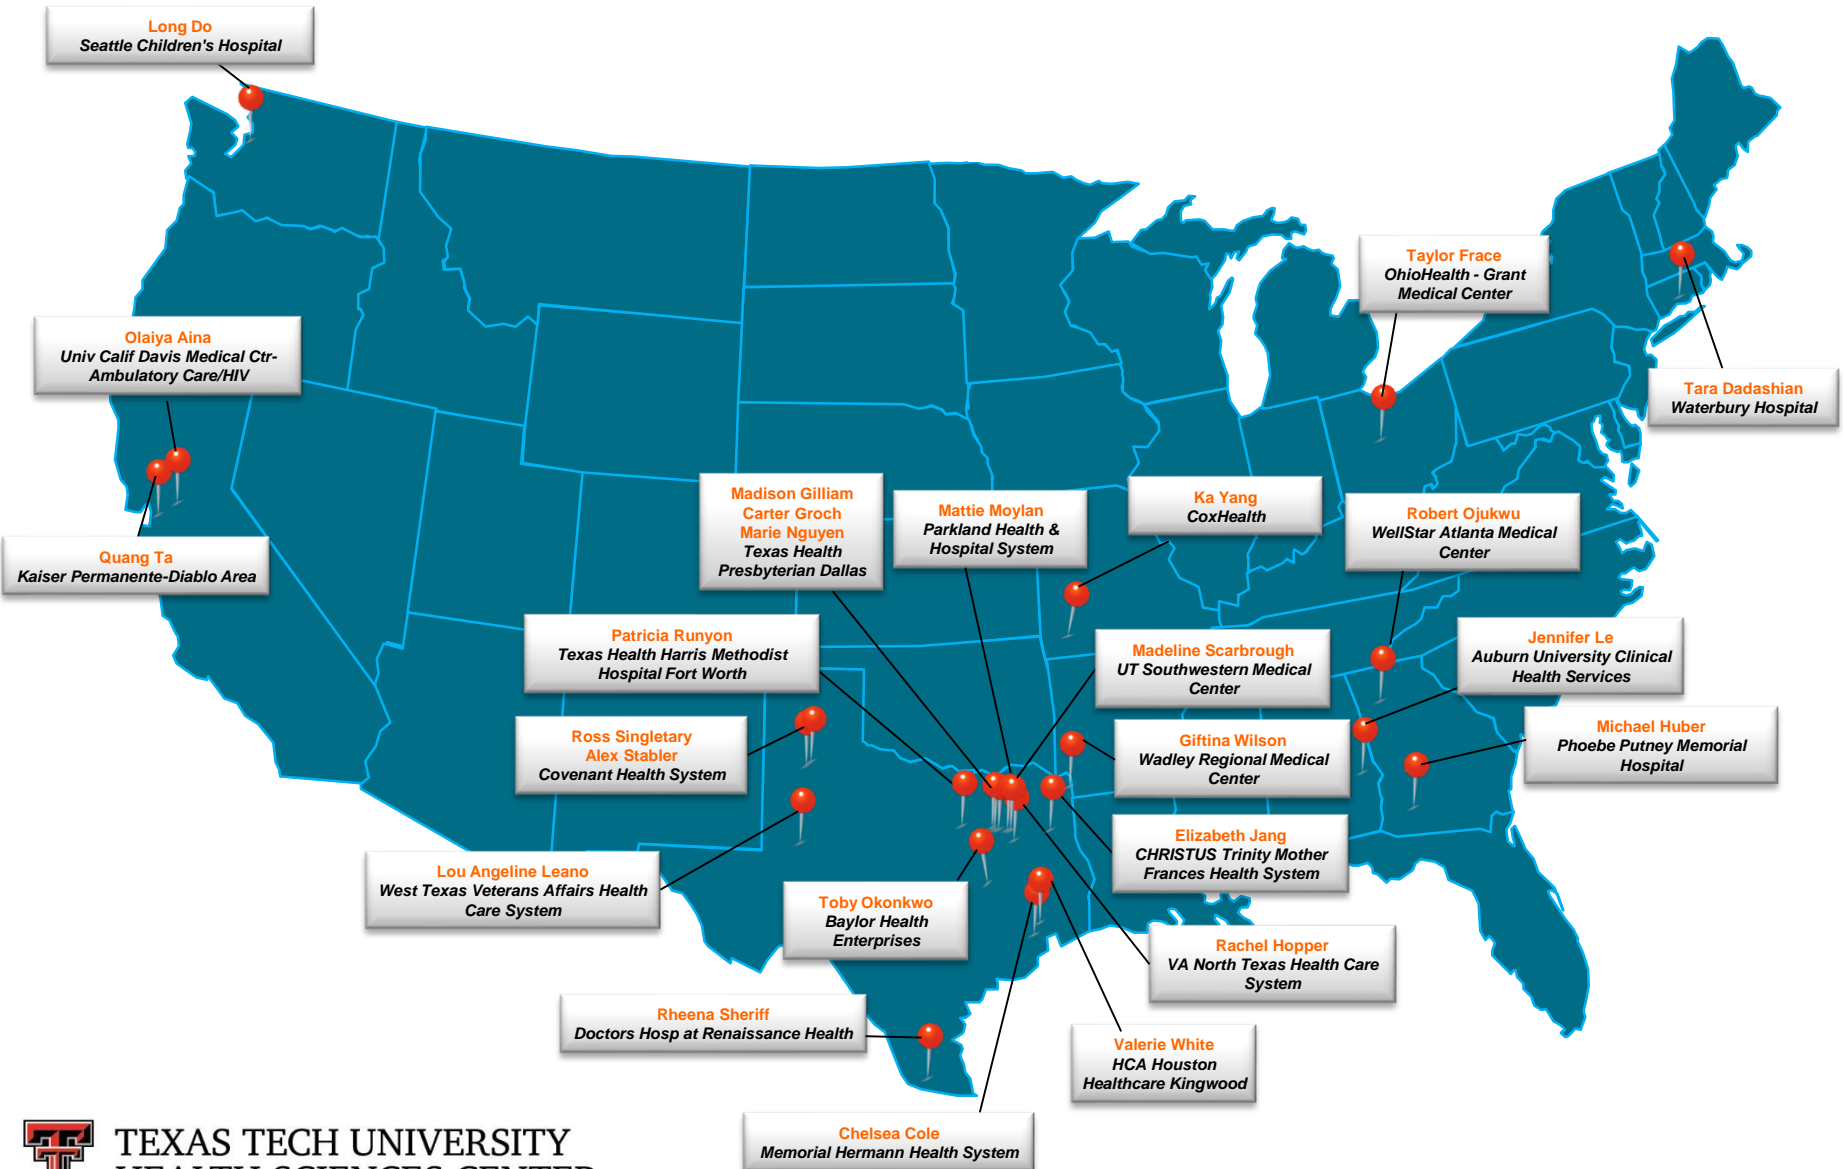 Long Do
Seattle Children's Hospital
Taylor Frace
OhioHealth - Grant
Medical Center
Olaiya Aina
Univ Calif Davis Medical Ctr-
Ambulatory Care/HIV
Tara Dadashian
Waterbury Hospital
Madison Gilliam
Carter Groch
Marie Nguyen
Texas Health
Presbyterian Dallas
Mattie Moylan
Parkland Health &
Hospital System
Ka Yang
CoxHealth
Robert Ojukwu
WellStar Atlanta Medical
Center
Quang Ta
Kaiser Permanente-Diablo Area
Patricia Runyon
Texas Health Harris Methodist
Hospital Fort Worth
Madeline Scarbrough
UT Southwestern Medical
Center
Jennifer Le
Auburn University Clinical
Health Services
Ross Singletary
Alex Stabler
Covenant Health System
Giftina Wilson
Wadley Regional Medical
Center
Michael Huber
Phoebe Putney Memorial
Hospital
Elizabeth Jang
CHRISTUS Trinity Mother
Frances Health System
Lou Angeline Leano
West Texas Veterans Affairs Health
Care System
Toby Okonkwo
Baylor Health
Enterprises
Rachel Hopper
VA North Texas Health Care
System
Rheena Sheriff
Doctors Hosp at Renaissance Health
Valerie White
HCA Houston
Healthcare Kingwood
Chelsea Cole
Memorial Hermann Health System
TEXAS TECH UNIVERSITY
HEALTH SCIENCES CENTER